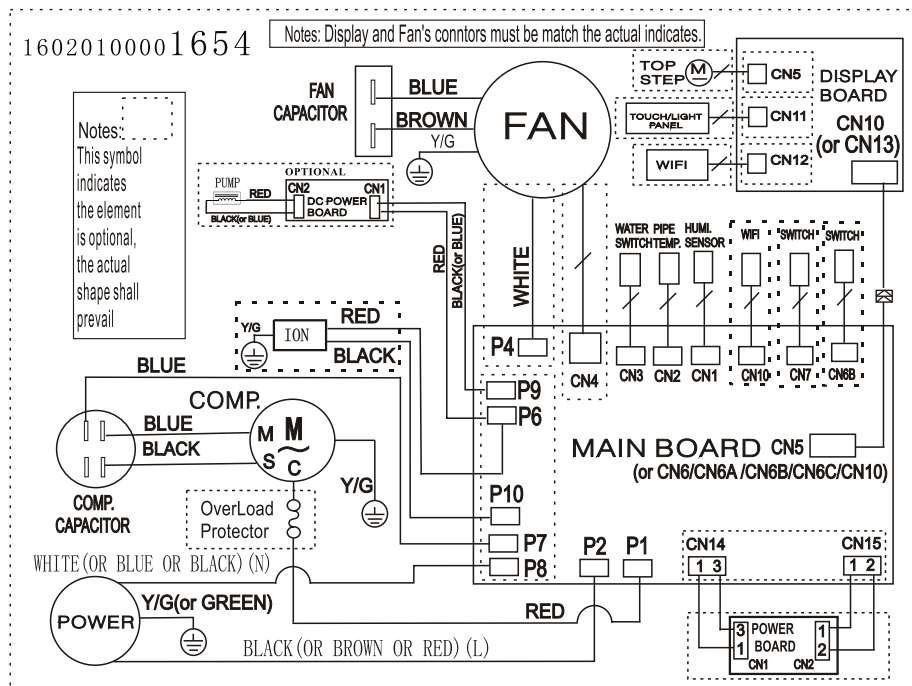 16020100001654
Notes: Display and Fan's conntors must be match the actual indicates.
Notes:
This symbol
indicates
the element
is optional,
the actual
shape shall
prevail
FAN
CAPACITOR
BLUE
BROWN
Y/G
FAN
TOP
STEP
M
CN5
TOUCH/LIGHT
PANEL
CN11
WIFI
CN12
DISPLAY
BOARD
CN10
(or CN13)
OPTIONAL
PUMP
RED
BLACK(or BLUE)
CN2
CN1
DC POWER
BOARD
RED
BLACK(or BLUE)
WHITE
WATER
SWITCH
PIPE
TEMP.
HUMI.
SENSOR
WIFI
SWITCH
SWITCH
Y/G
ION
RED
BLACK
P4
CN4
CN3
CN2
CN1
CN10
CN7
CN6B
BLUE
COMP.
BLUE
BLACK
M
S
C
M
~
Y/G
COMP.
CAPACITOR
OverLoad
Protector
P9
P6
P10
P7
P8
P2
P1
MAIN BOARD
CN5
(or CN6/CN6A /CN6B/CN6C/CN10)
CN14
1 3
CN15
1 2
WHITE(OR BLUE OR BLACK)(N)
POWER
Y/G(or GREEN)
RED
BLACK(OR BROWN OR RED)(L)
3
1
POWER
BOARD
CN1
CN2
1
2